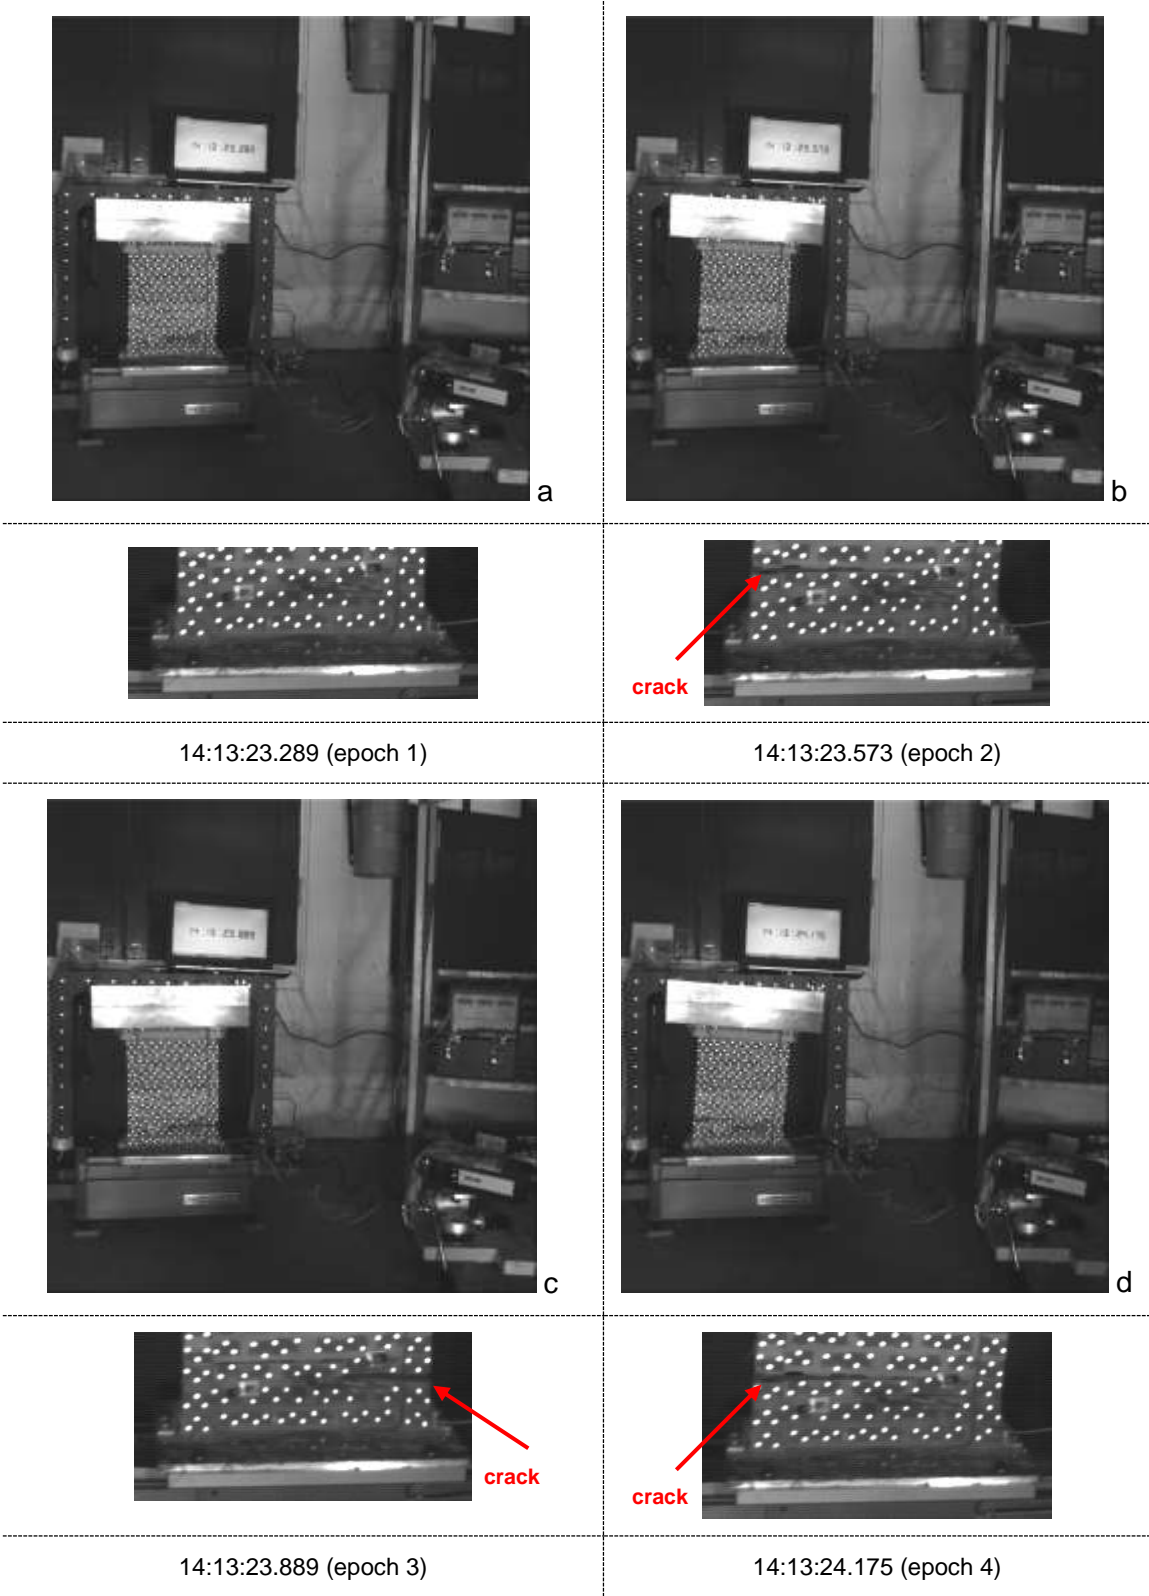 a
b
crack
14:13:23.289 (epoch 1)
14:13:23.573 (epoch 2)
c
d
crack
crack
14:13:23.889 (epoch 3)
14:13:24.175 (epoch 4)